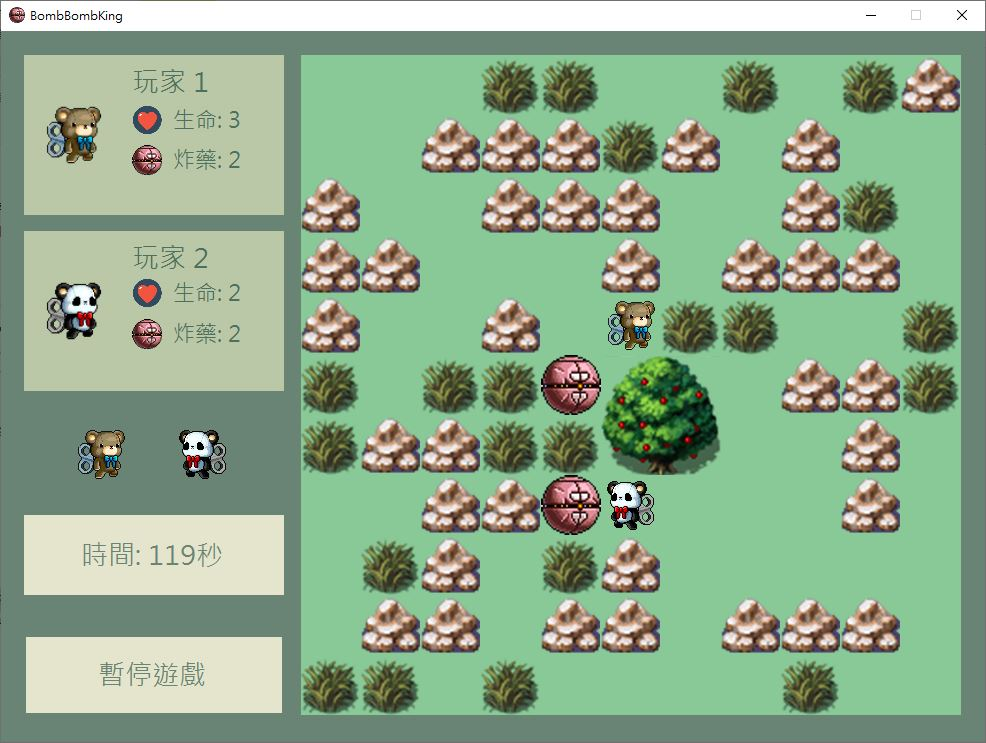 BombBombKing
玩家 1
生命: 3
炸藥: 2
玩家 2
生命: 2
炸藥: 2
時間: 119秒
暫停遊戲